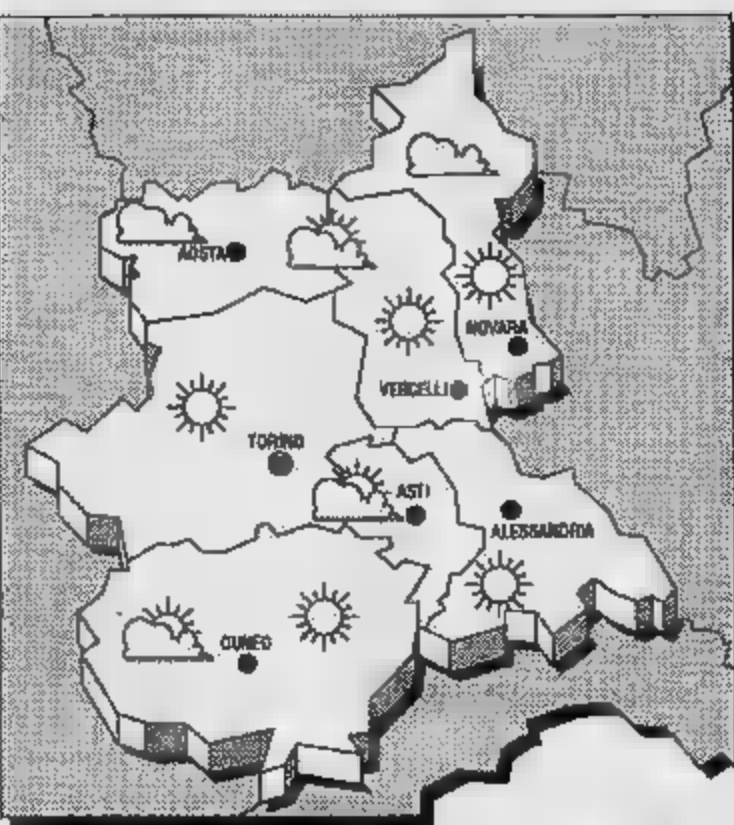 AOSTA
NOVARA
VERCELLI
TORINO
ASTI
ALESSANDRIA
CUNEO